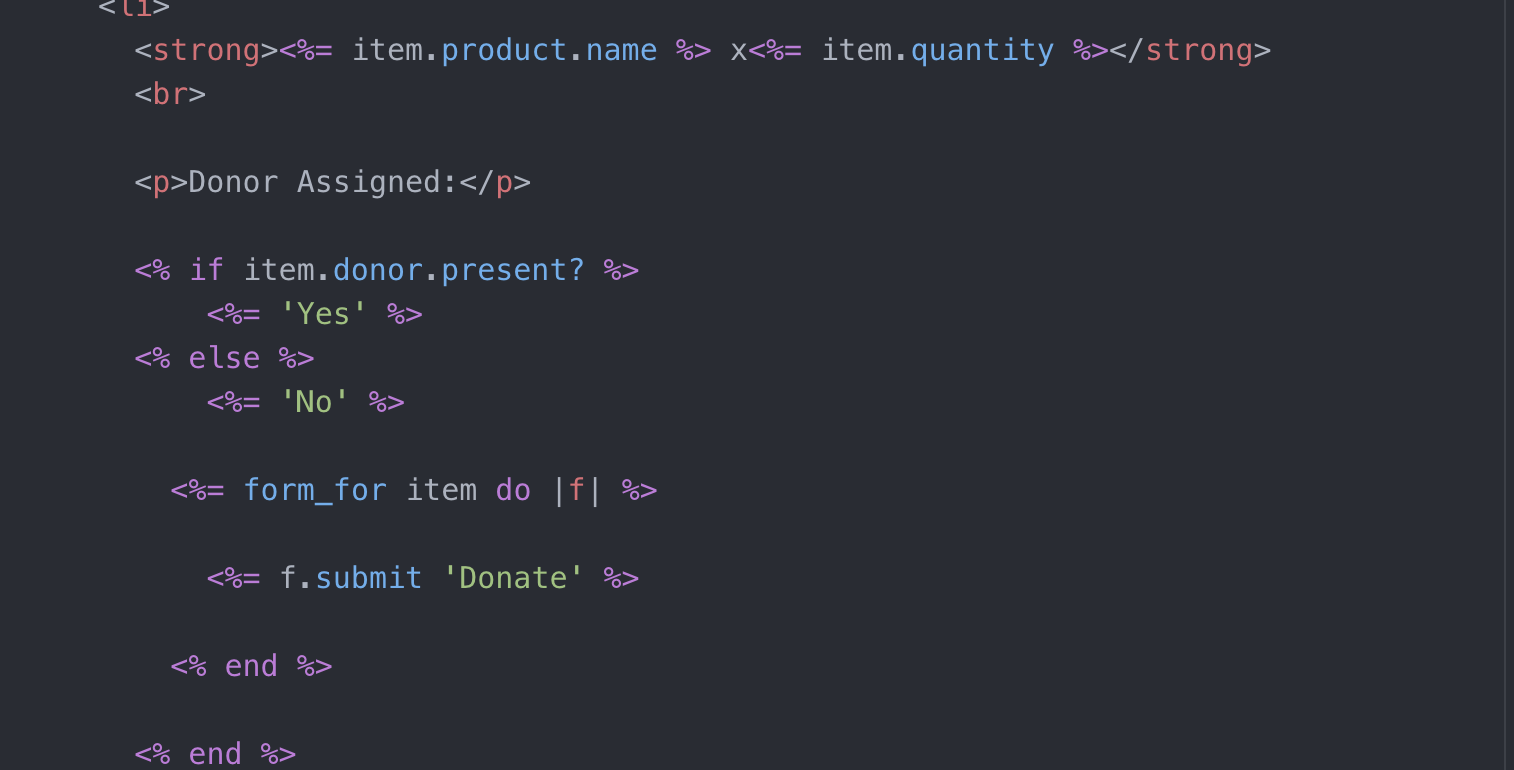 <li>
<strong><%= item.product.name %> x<%= item.quantity %></strong>
<br>
<p>Donor Assigned:</p>
<% if item.donor.present? %>
<%= 'Yes' %>
<% else %>
<%= 'No' %>
<%= form_for item do |f| %>
<%= f.submit 'Donate' %>
<% end %>
<% end %>